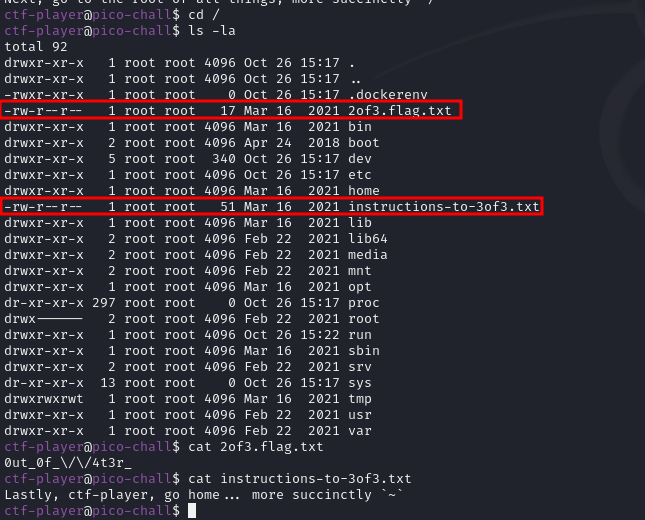 ctf-player@pico-chall$ cd /
ctf-player@pico-chall$ ls -la
total 92
drwxr-xr-x   1 root root 4096 Oct 26 15:17 .
drwxr-xr-x   1 root root 4096 Oct 26 15:17 ..
-rwxr-xr-x   1 root root    0 Oct 26 15:17 .dockerenv
-rw-r--r--   1 root root   17 Mar 16  2021 2of3.flag.txt
drwxr-xr-x   1 root root 4096 Mar 16  2021 bin
drwxr-xr-x   2 root root 4096 Apr 24  2018 boot
drwxr-xr-x   5 root root  340 Oct 26 15:17 dev
drwxr-xr-x   1 root root 4096 Oct 26 15:17 etc
drwxr-xr-x   1 root root 4096 Mar 16  2021 home
-rw-r--r--   1 root root   51 Mar 16  2021 instructions-to-3of3.txt
drwxr-xr-x   1 root root 4096 Mar 16  2021 lib
drwxr-xr-x   2 root root 4096 Feb 22  2021 lib64
drwxr-xr-x   2 root root 4096 Feb 22  2021 media
drwxr-xr-x   2 root root 4096 Feb 22  2021 mnt
drwxr-xr-x   1 root root 4096 Mar 16  2021 opt
dr-xr-xr-x 297 root root    0 Oct 26 15:17 proc
drwx------   2 root root 4096 Feb 22  2021 root
drwxr-xr-x   1 root root 4096 Oct 26 15:22 run
drwxr-xr-x   1 root root 4096 Mar 16  2021 sbin
drwxr-xr-x   2 root root 4096 Feb 22  2021 srv
dr-xr-xr-x  13 root root    0 Oct 26 15:17 sys
drwxrwxrwt   1 root root 4096 Mar 16  2021 tmp
drwxr-xr-x   1 root root 4096 Feb 22  2021 usr
drwxr-xr-x   1 root root 4096 Feb 22  2021 var
ctf-player@pico-chall$ cat 2of3.flag.txt
0ut_0f_\/\/4t3r_
ctf-player@pico-chall$ cat instructions-to-3of3.txt
Lastly, ctf-player, go home... more succinctly `~`
ctf-player@pico-chall$